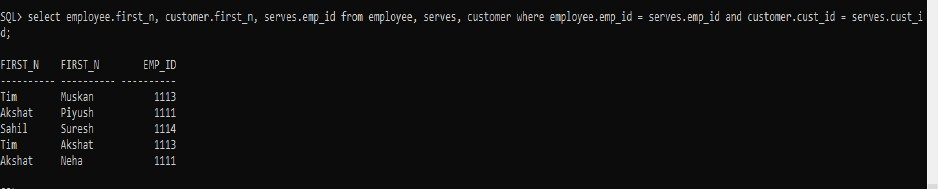 SQL> select employee.first_n, customer.first_n, serves.emp_id from employee, serves, customer where employee.emp_id = serves.emp_id and customer.cust_id = serves.cust_i
d;
FIRST_N    FIRST_N       EMP_ID
---------- ---------- ----------
Tim        Muskan           1113
Akshat     Piyush           1111
Sahil      Suresh           1114
Tim        Akshat           1113
Akshat     Neha             1111